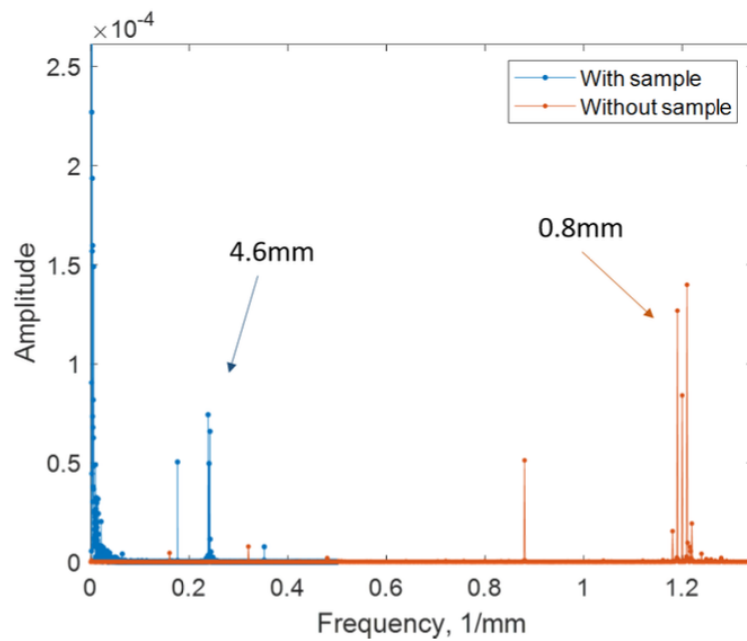 ×10⁻⁴
2.5
2
1.5
1
0.5
0
Amplitude
With sample
Without sample
4.6mm
0.8mm
0 0.2 0.4 0.6 0.8 1 1.2
Frequency, 1/mm